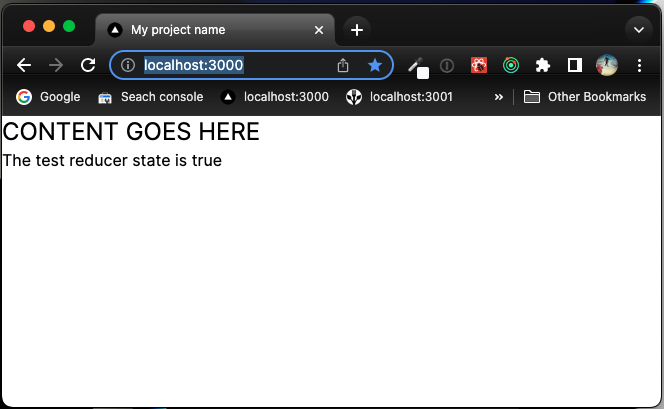 My project name
localhost:3000
Google
Seach console
localhost:3000
localhost:3001
Other Bookmarks
CONTENT GOES HERE
The test reducer state is true